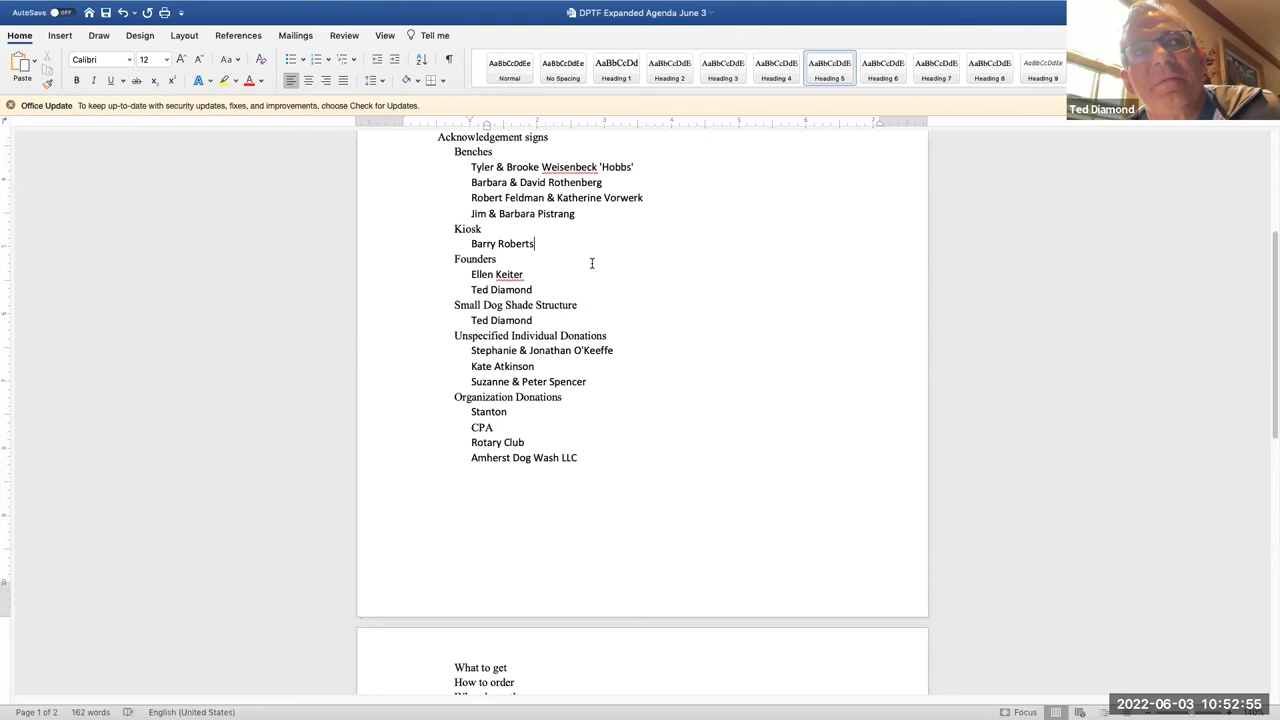 AutoSave OFF
DPTF Expanded Agenda June 3
Home Insert Draw Design Layout References Mailings Review View Tell me
Paste
Calibri 12
AaBbCcDdEe Normal
AaBbCcDdEe No Spacing
AaBbCcDd Heading 1
AaBbCcDdE Heading 2
AaBbCcDdE Heading 3
AaBbCcDdE Heading 4
AaBbCcDdE Heading 5
AaBbCcDdEe Heading 6
AaBbCcDdE Heading 7
AaBbCcDdE Heading 8
AaBbCcDdEe Heading 9
Ted Diamond
Office Update To keep up-to-date with security updates, fixes, and improvements, choose Check for Updates.
Acknowledgement signs
Benches
Tyler & Brooke Weisenbeck 'Hobbs'
Barbara & David Rothenberg
Robert Feldman & Katherine Vorwerk
Jim & Barbara Pistrang
Kiosk
Barry Roberts
Founders
Ellen Keiter
Ted Diamond
Small Dog Shade Structure
Ted Diamond
Unspecified Individual Donations
Stephanie & Jonathan O'Keeffe
Kate Atkinson
Suzanne & Peter Spencer
Organization Donations
Stanton
CPA
Rotary Club
Amherst Dog Wash LLC
What to get
How to order
Page 1 of 2 162 words English (United States) Focus
2022-06-03 10:52:55